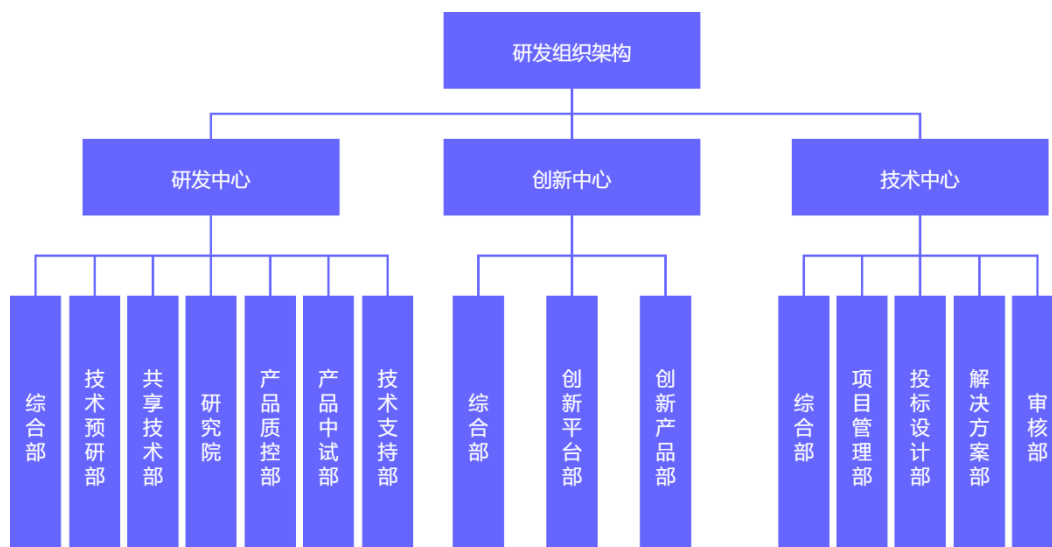 研发组织架构
研发中心
创新中心
技术中心
综合部
技术预研部
共享技术部
研究院
产品质控部
产品中试部
技术支持部
综合部
创新平台部
创新产品部
综合部
项目管理部
投标设计部
解决方案部
审核部